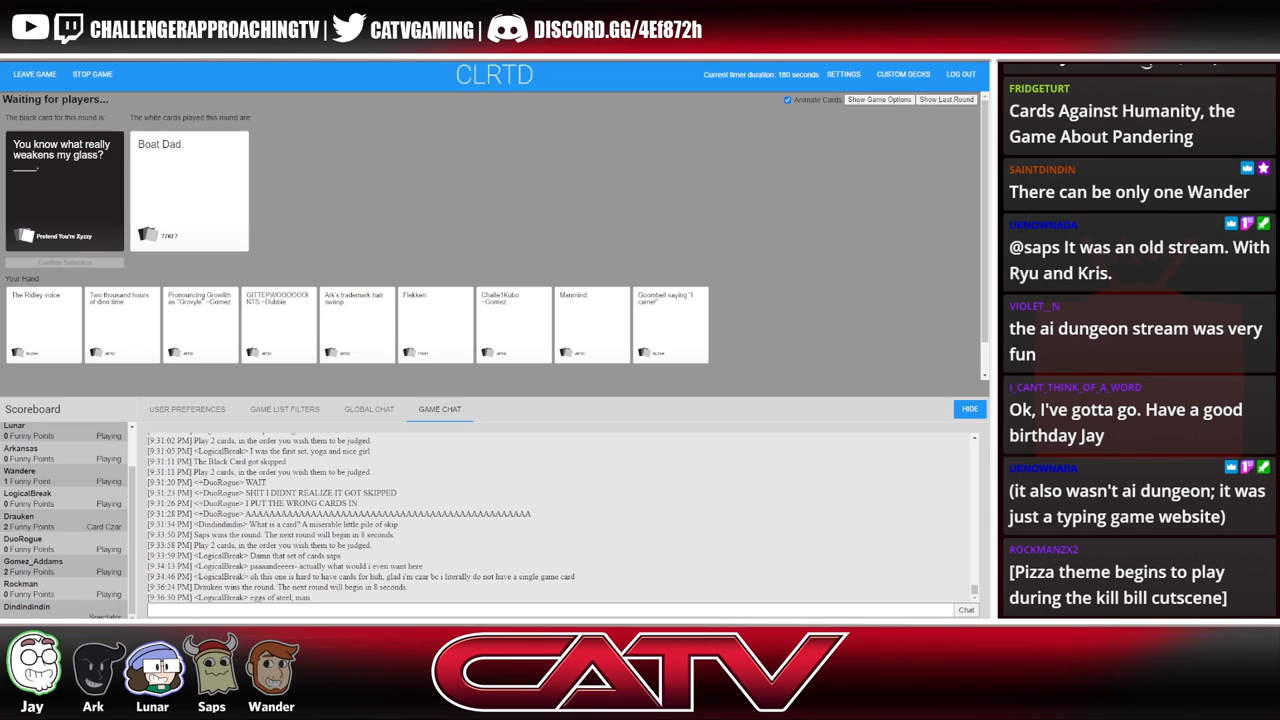 CHALLENGERAPPROACHINGTV | CATVGAMING | DISCORD.GG/4Ef872h
LEAVE GAME STOP GAME CLRTD Current timer duration: 180 seconds SETTINGS CUSTOM DECKS LOG OUT
Waiting for players...
Animate Cards Show Game Options Show Last Round
The black card for this round is: The white cards played this round are:
You know what really
weakens my glass?
_____.
Pretend You're Xyzzy
Boat Dad.
77KF7
Confirm Selection
Your Hand
The Ridley voice.
Two thousand hours
of dino time.
Pronouncing Growlith
as "Grovyle" ~Gomez.
GITTEPWOOOOOOX
NTS ~Dubbie.
Ark's trademark hair
swoop.
Flekken.
Challe1Kubo
~Gomez.
Manmind.
Goombell saying "I
came!"
Scoreboard
USER PREFERENCES GAME LIST FILTERS GLOBAL CHAT GAME CHAT HIDE
Lunar
0 Funny Points Playing
Arkansas
0 Funny Points Playing
Wandere
1 Funny Point Playing
LogicalBreak
0 Funny Points Playing
Drauken
2 Funny Points Card Czar
DuoRogue
0 Funny Points Playing
Gomez_Addams
2 Funny Points Playing
Rockman
0 Funny Points Playing
Dindindindin
Spectator
[9:31:02 PM] Play 2 cards, in the order you wish them to be judged.
[9:31:05 PM] <LogicalBreak> I was the first set, yoga and nice girl
[9:31:11 PM] The Black Card got skipped
[9:31:11 PM] Play 2 cards, in the order you wish them to be judged.
[9:31:20 PM] <+DuoRogue> WAIT
[9:31:23 PM] <+DuoRogue> SHIT I DIDNT REALIZE IT GOT SKIPPED
[9:31:26 PM] <+DuoRogue> I PUT THE WRONG CARDS IN
[9:31:28 PM] <+DuoRogue> AAAAAAAAAAAAAAAAAAAAAAAAAAAAAAAAAAAAAAAAAAAA
[9:31:34 PM] <Dindindindin> What is a card? A miserable little pile of skip
[9:33:50 PM] Saps wins the round. The next round will begin in 8 seconds.
[9:33:58 PM] Play 2 cards, in the order you wish them to be judged.
[9:33:59 PM] <LogicalBreak> Damn that set of cards saps
[9:34:13 PM] <LogicalBreak> paaaandeeeer- actually what would i even want here
[9:34:46 PM] <LogicalBreak> oh this one is hard to have cards for huh, glad i'm czar bc i literally do not have a single game card
[9:36:24 PM] Drauken wins the round. The next round will begin in 8 seconds.
[9:36:30 PM] <LogicalBreak> eggs of steel, man
Chat
FRIDGETURT
Cards Against Humanity, the
Game About Pandering
SAINTDINDIN
There can be only one Wander
UKNOWNADA
@saps It was an old stream. With
Ryu and Kris.
VIOLET__N
the ai dungeon stream was very
fun
I_CANT_THINK_OF_A_WORD
Ok, I've gotta go. Have a good
birthday Jay
UKNOWNADA
(it also wasn't ai dungeon; it was
just a typing game website)
ROCKMANZX2
[Pizza theme begins to play
during the kill bill cutscene]
Jay Ark Lunar Saps Wander
CATV